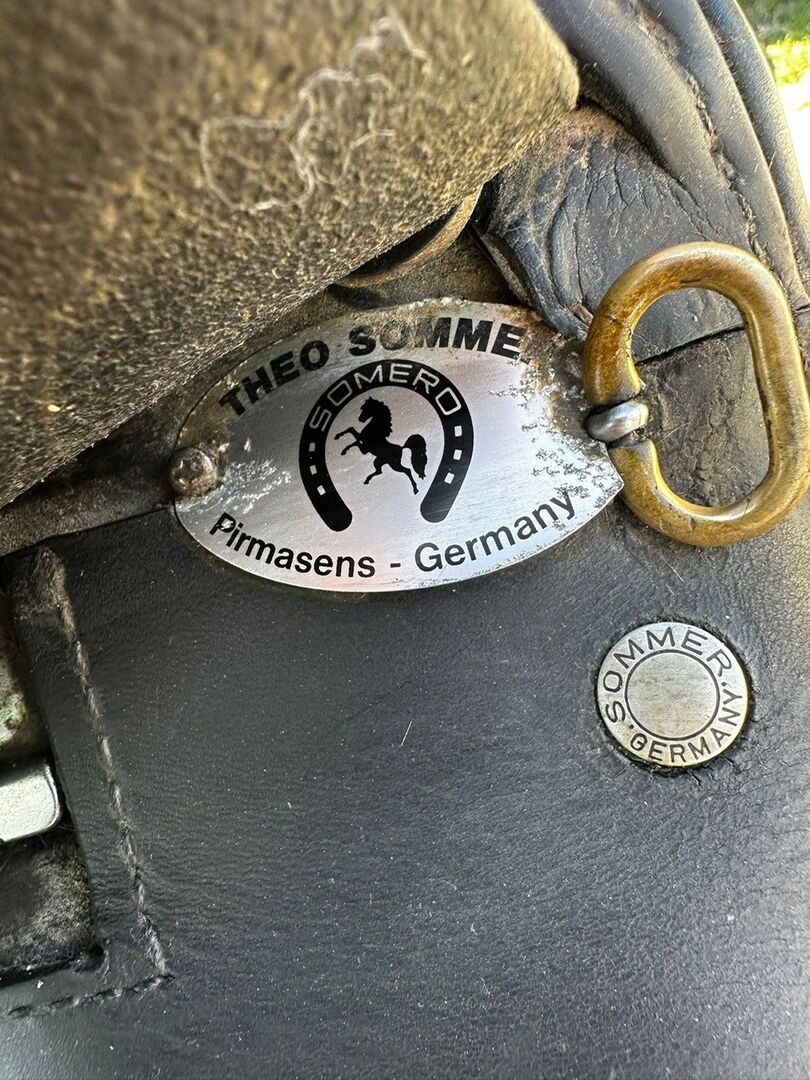 THEO SOMME
SOMERO
Pirmasens - Germany
SOMMER.
S. GERMANY